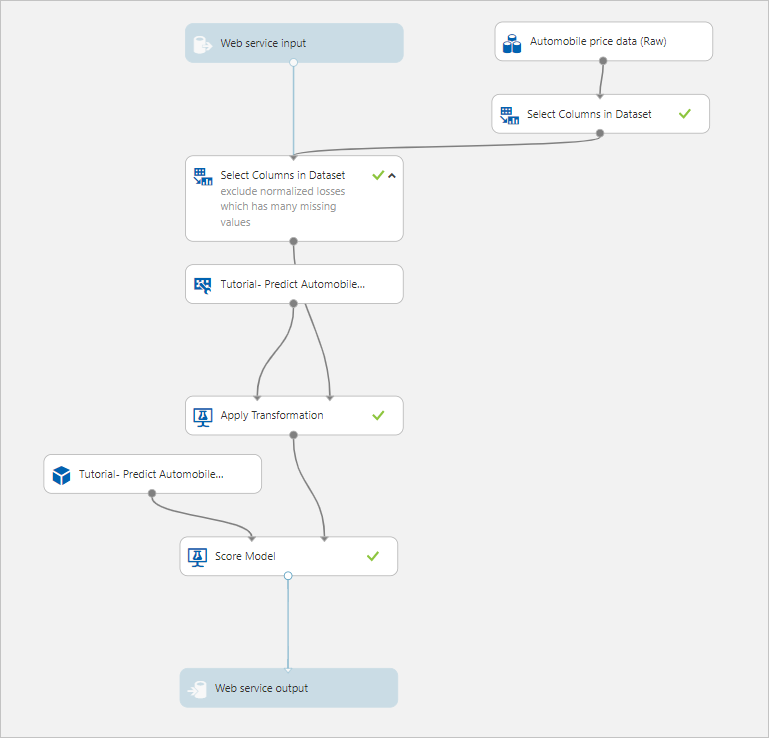 Web service input
Automobile price data (Raw)
Select Columns in Dataset
Select Columns in Dataset
exclude normalized losses
which has many missing
values
Tutorial- Predict Automobile...
Apply Transformation
Tutorial- Predict Automobile...
Score Model
Web service output